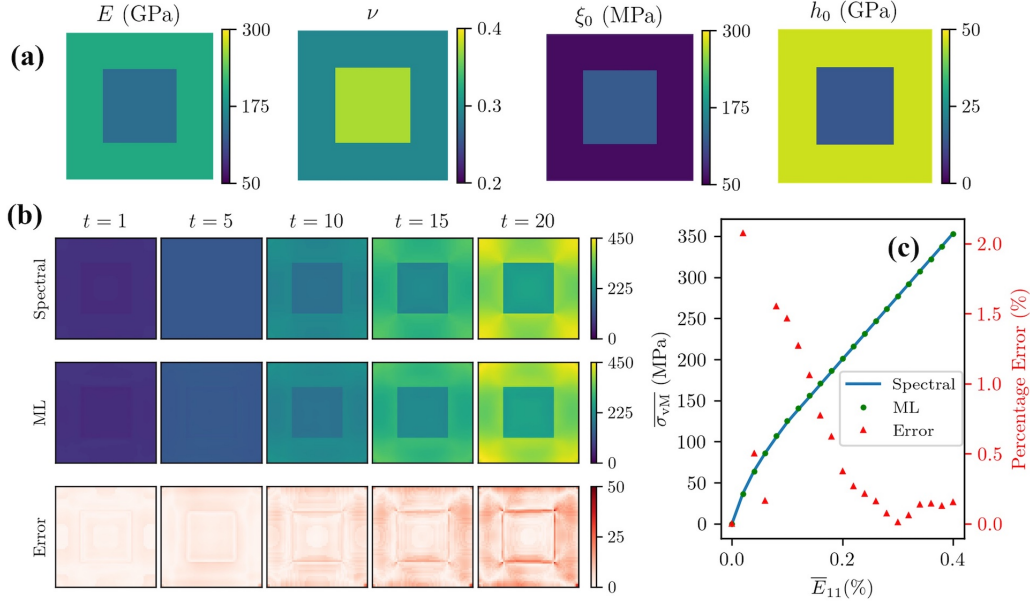 (a)
E (GPa)
300
175
50
ν
0.4
0.3
0.2
ξ₀ (MPa)
300
175
50
h₀ (GPa)
50
25
0
(b)
t = 1 t = 5 t = 10 t = 15 t = 20
Spectral
450
225
0
ML
450
225
0
Error
50
25
0
(c)
350
300
250
200
150
100
50
0
σ̅vM (MPa)
0.0 0.2 0.4
E̅₁₁(%)
2.0
1.5
1.0
0.5
0.0
Percentage Error (%)
Spectral
ML
Error